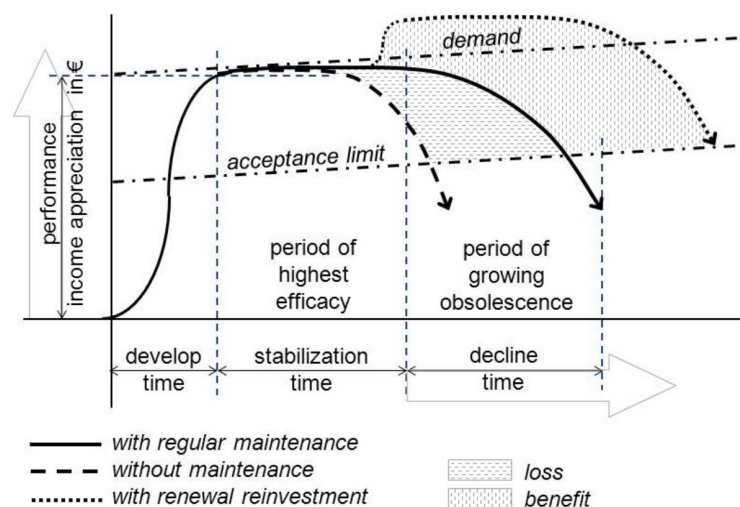 demand
acceptance limit
performance
income appreciation in €
period of
highest
efficacy
period of
growing
obsolescence
develop
time
stabilization
time
decline
time
with regular maintenance
without maintenance
with renewal reinvestment
loss
benefit